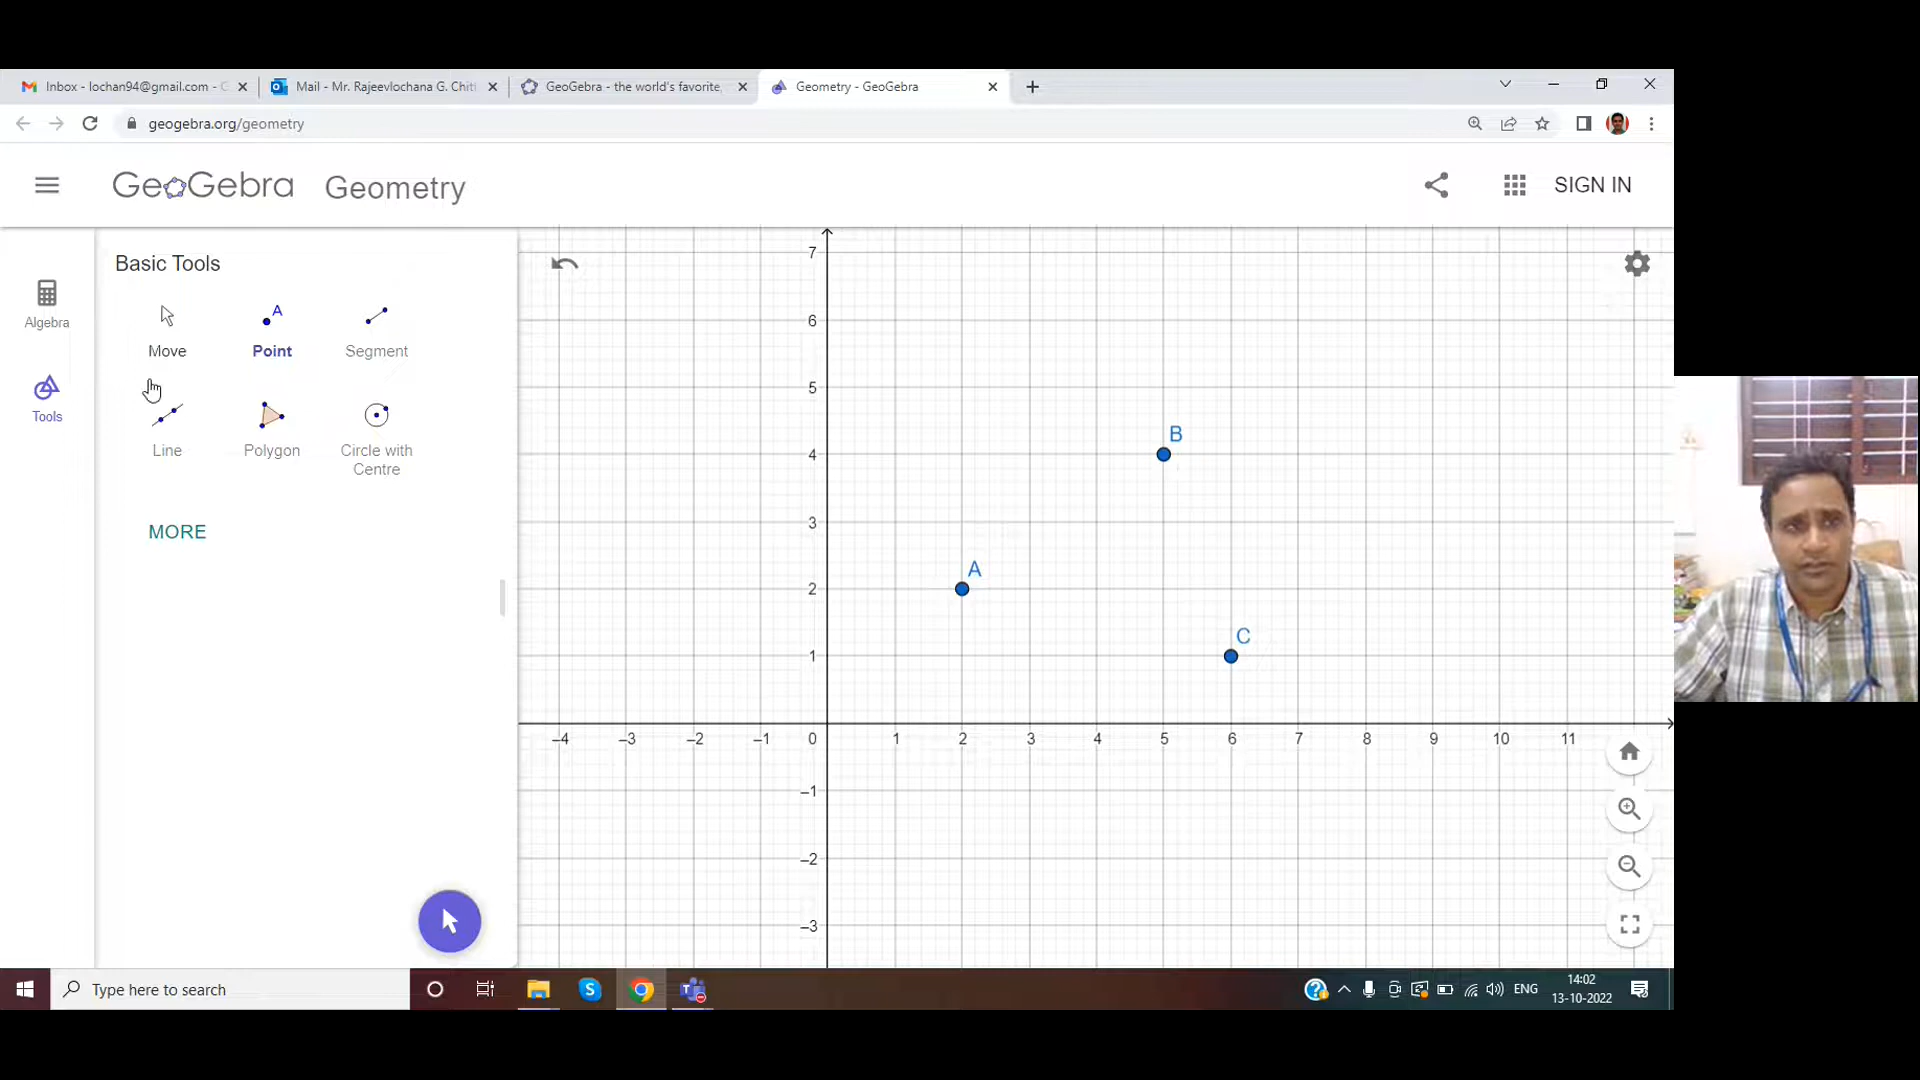 Inbox - lochan94@gmail.com - C
Mail - Mr. Rajeevlochana G. Chitl
GeoGebra - the world's favorite,
Geometry - GeoGebra
geogebra.org/geometry
GeoGebra Geometry
SIGN IN
Algebra
Tools
Basic Tools
Move
A
Point
Segment
Line
Polygon
Circle with
Centre
MORE
7
6
5
4
3
2
1
B
A
C
–4 –3 –2 –1 0 1 2 3 4 5 6 7 8 9 10 11
–1
–2
–3
Type here to search
S
T
ENG
14:02
13-10-2022